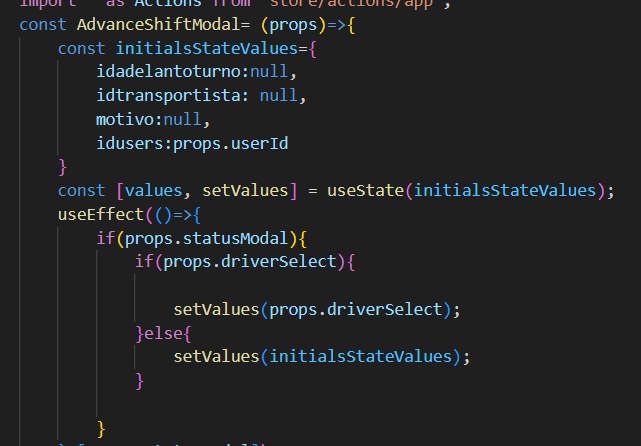 import * as Actions from 'store/actions/app';
const AdvanceShiftModal= (props)=>{
const initialsStateValues={
idadelantoturno:null,
idtransportista: null,
motivo:null,
idusers:props.userId
}
const [values, setValues] = useState(initialsStateValues);
useEffect(()=>{
if(props.statusModal){
if(props.driverSelect){
setValues(props.driverSelect);
}else{
setValues(initialsStateValues);
}
}